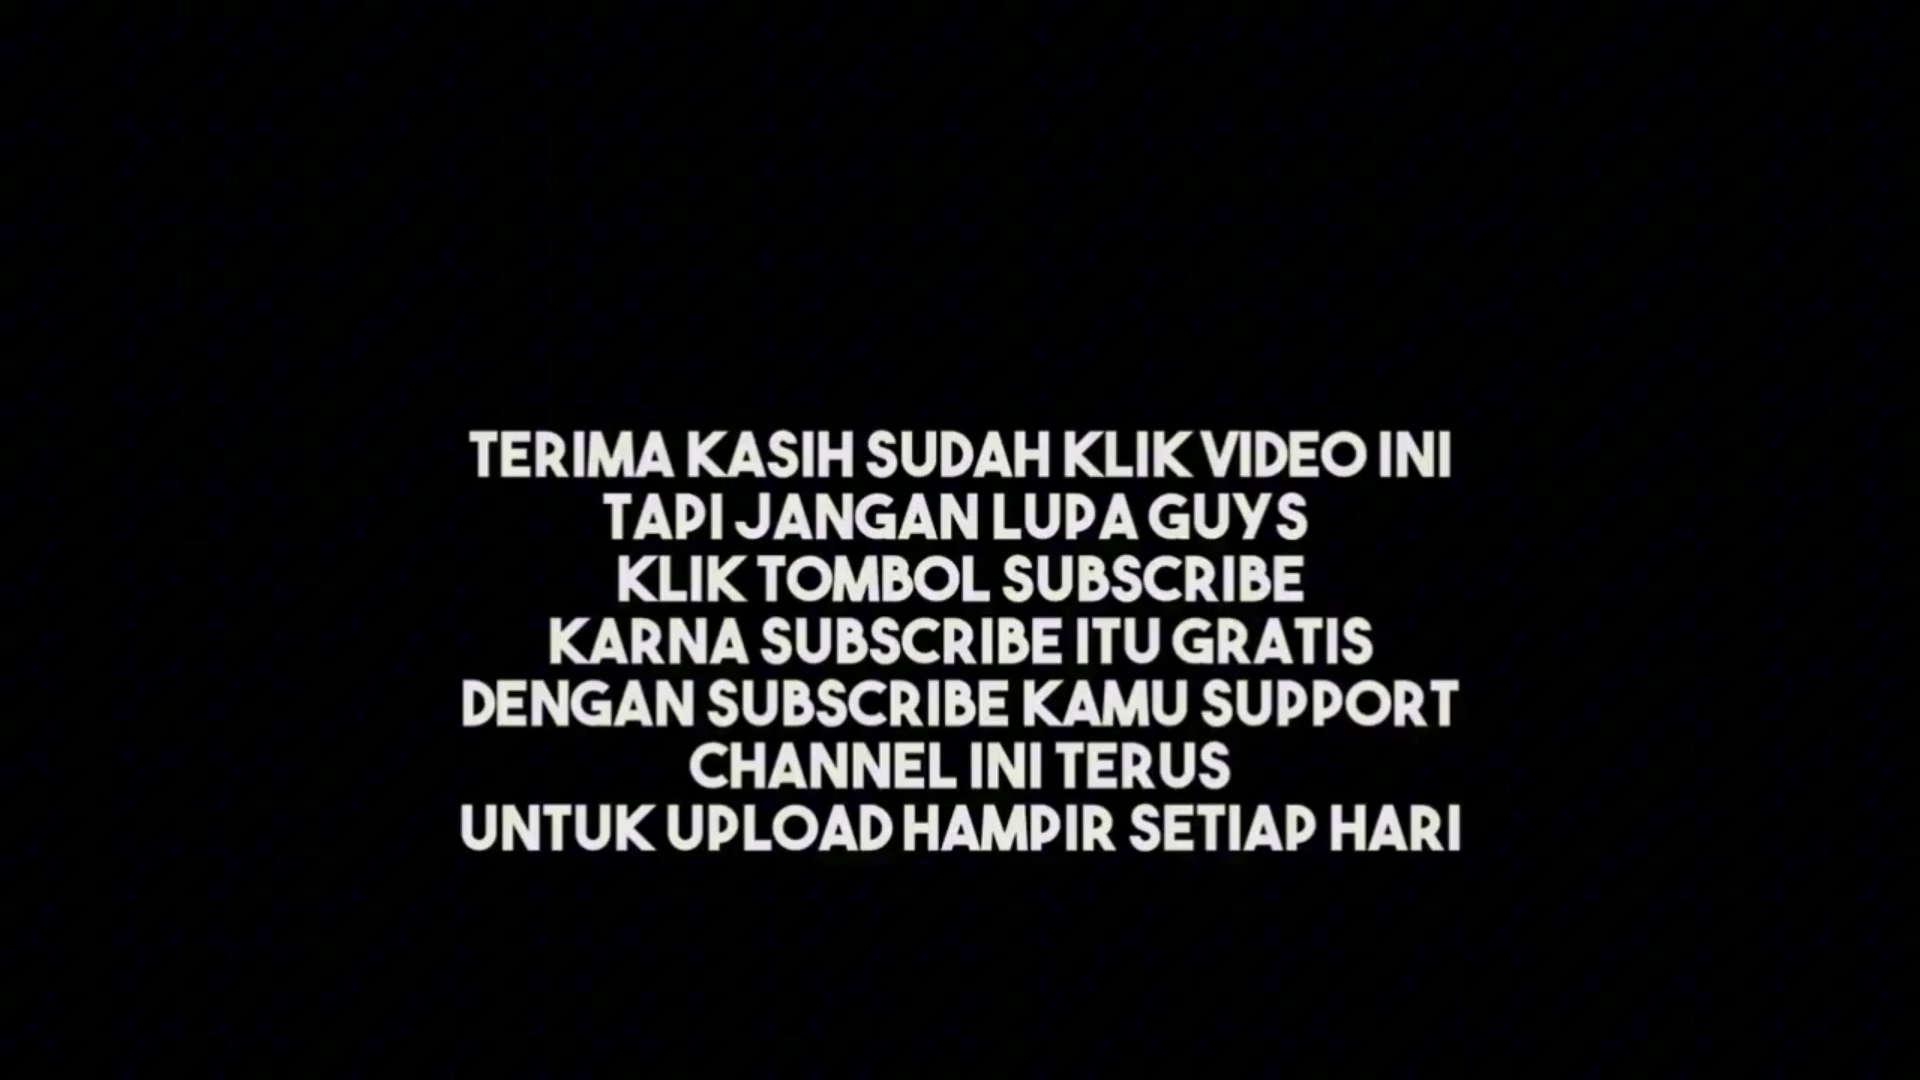 TERIMA KASIH SUDAH KLIK VIDEO INI
TAPI JANGAN LUPA GUYS
KLIK TOMBOL SUBSCRIBE
KARNA SUBSCRIBE ITU GRATIS
DENGAN SUBSCRIBE KAMU SUPPORT
CHANNEL INI TERUS
UNTUK UPLOAD HAMPIR SETIAP HARI